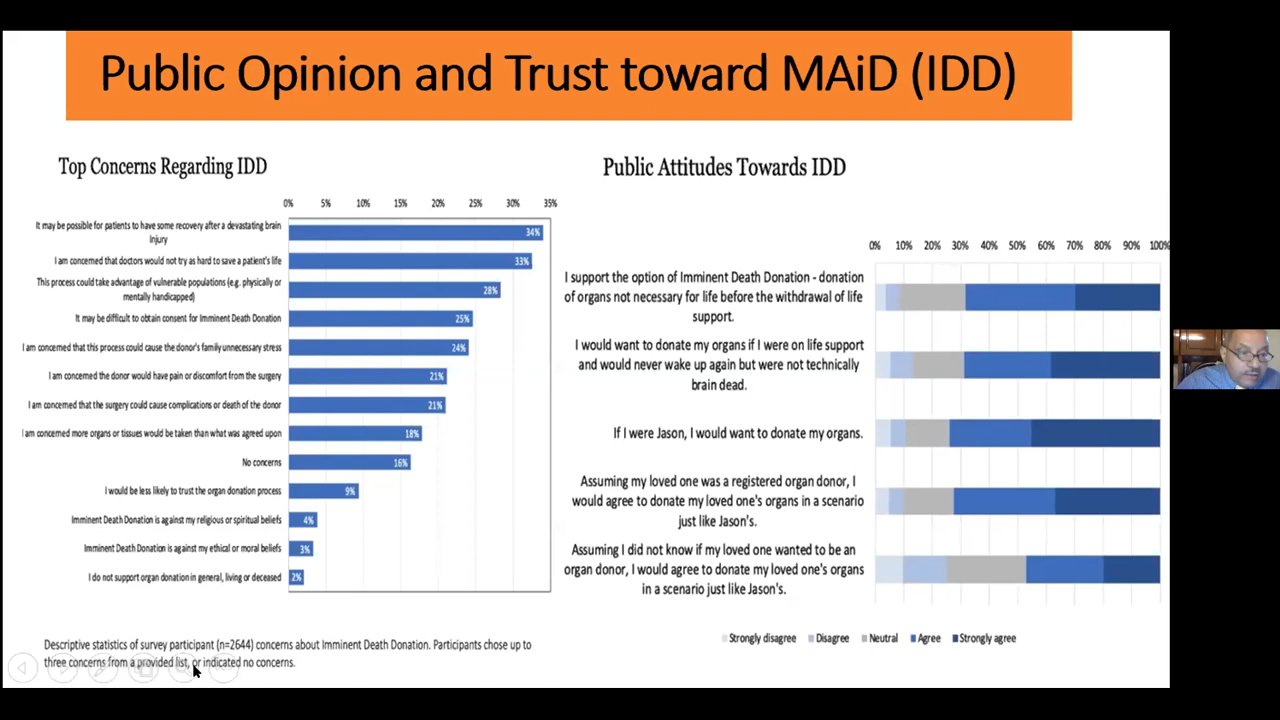 Public Opinion and Trust toward MAiD (IDD)
Top Concerns Regarding IDD
0% 5% 10% 15% 20% 25% 30% 35%
It may be possible for patients to have some recovery after a devastating brain
injury
34%
I am concerned that doctors would not try as hard to save a patient's life
33%
This process could take advantage of vulnerable populations (e.g. physically or
mentally handicapped)
28%
It may be difficult to obtain consent for Imminent Death Donation
25%
I am concerned that this process could cause the donor's family unnecessary stress
24%
I am concerned the donor would have pain or discomfort from the surgery
21%
I am concerned that the surgery could cause complications or death of the donor
21%
I am concerned more organs or tissues would be taken than what was agreed upon
18%
No concerns
16%
I would be less likely to trust the organ donation process
9%
Imminent Death Donation is against my religious or spiritual beliefs
4%
Imminent Death Donation is against my ethical or moral beliefs
3%
I do not support organ donation in general, living or deceased
2%
Descriptive statistics of survey participant (n=2644) concerns about Imminent Death Donation. Participants chose up to
three concerns from a provided list, or indicated no concerns.
Public Attitudes Towards IDD
0% 10% 20% 30% 40% 50% 60% 70% 80% 90% 100%
I support the option of Imminent Death Donation - donation
of organs not necessary for life before the withdrawal of life
support.
I would want to donate my organs if I were on life support
and would never wake up again but were not technically
brain dead.
If I were Jason, I would want to donate my organs.
Assuming my loved one was a registered organ donor, I
would agree to donate my loved one's organs in a scenario
just like Jason's.
Assuming I did not know if my loved one wanted to be an
organ donor, I would agree to donate my loved one's organs
in a scenario just like Jason's.
Strongly disagree Disagree Neutral Agree Strongly agree